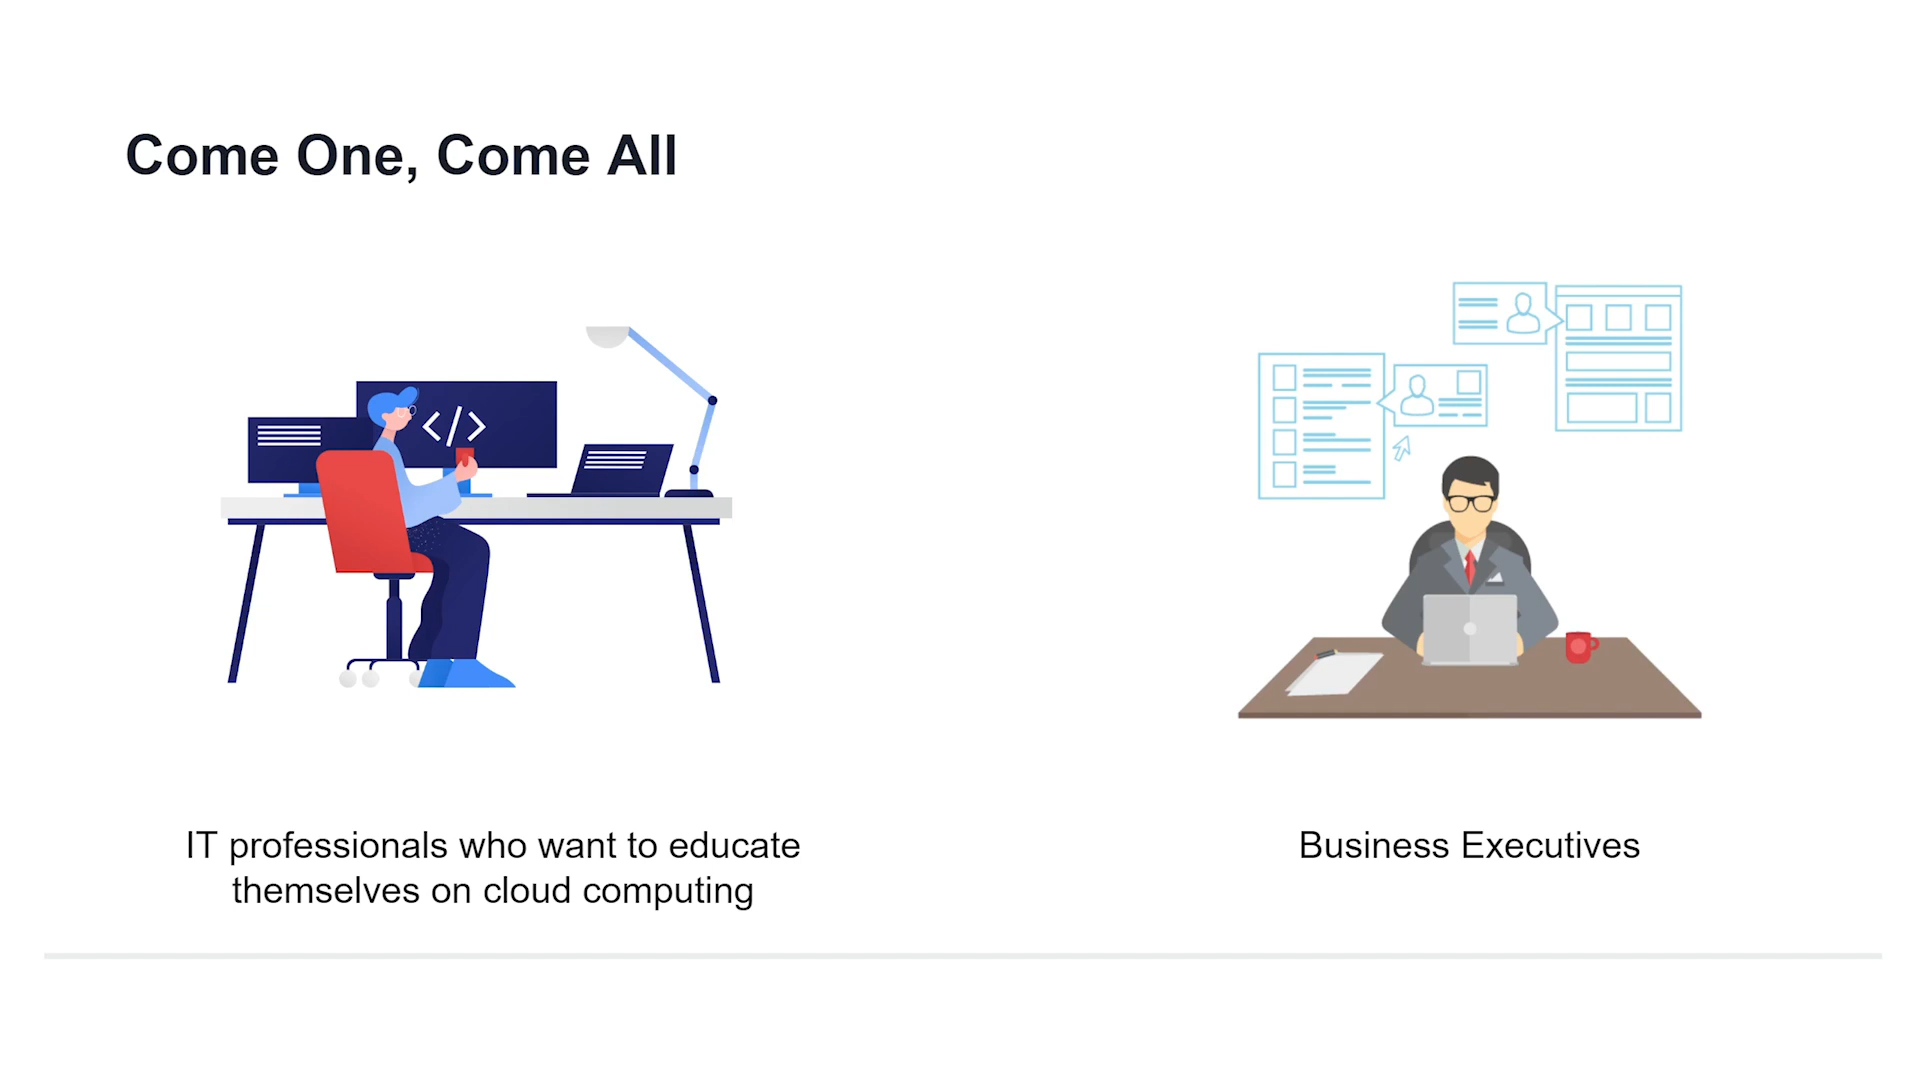 Come One, Come All
</>
IT professionals who want to educate
themselves on cloud computing
Business Executives